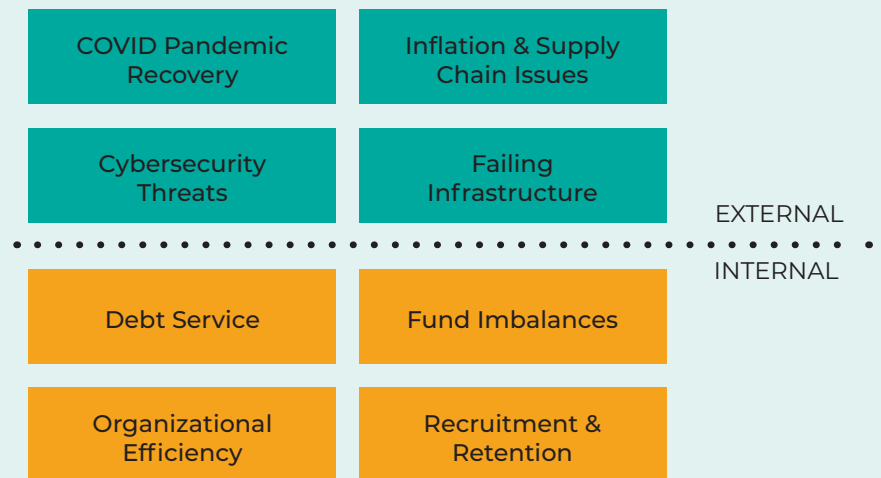 COVID Pandemic
Recovery
Inflation & Supply
Chain Issues
Cybersecurity
Threats
Failing
Infrastructure
EXTERNAL
INTERNAL
Debt Service
Fund Imbalances
Organizational
Efficiency
Recruitment &
Retention